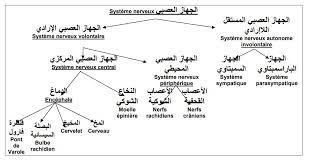 الجهاز العصبي
Système nerveux
الجهاز العصبي الإرادي
Système nerveux volontaire
الجهاز العصبي المستقل
اللاإرادي
Système nerveux autonome
involontaire
الجهاز العصبي المركزي
Système nerveux central
الجهاز العصبي
المحيطي
Système nerveux
périphérique
الجهاز
السمبتاوي
Système
sympatique
الجهاز
الباراسمبتاوي
Système
parasympatique
الدماغ
Encéphale
النخاع
الشوكي
Moelle
épinière
الأعصاب
الشوكية
Nerfs
rachidiens
الأعصاب
القحفية
Nerfs
crâniens
قنطرة
فارول
Pont
de
Varole
البصلة
السيسائية
Bulbe
rachidien
المخيخ
Cervelet
المخ
Cerveau